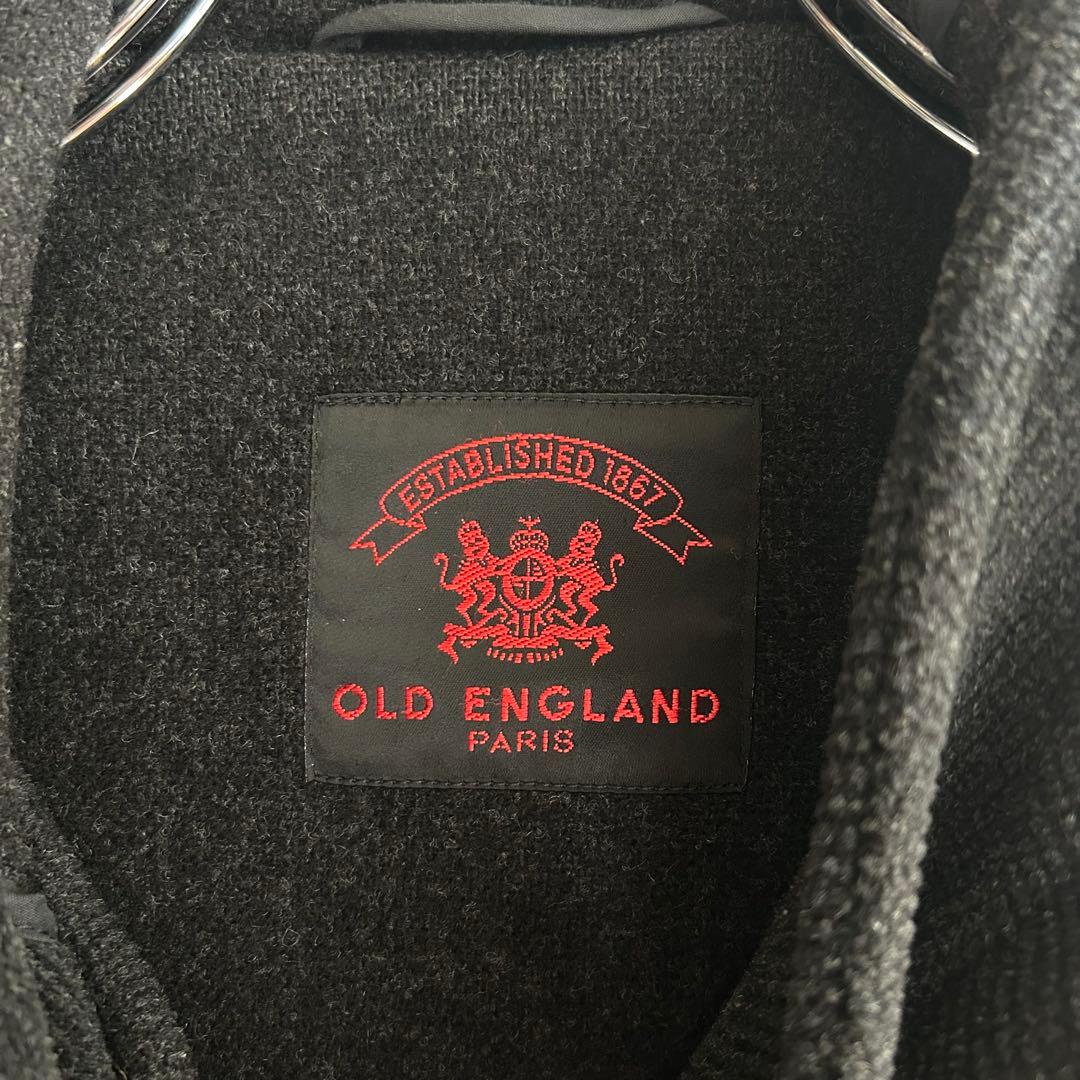 ESTABLISHED 1867
OLD ENGLAND
PARIS